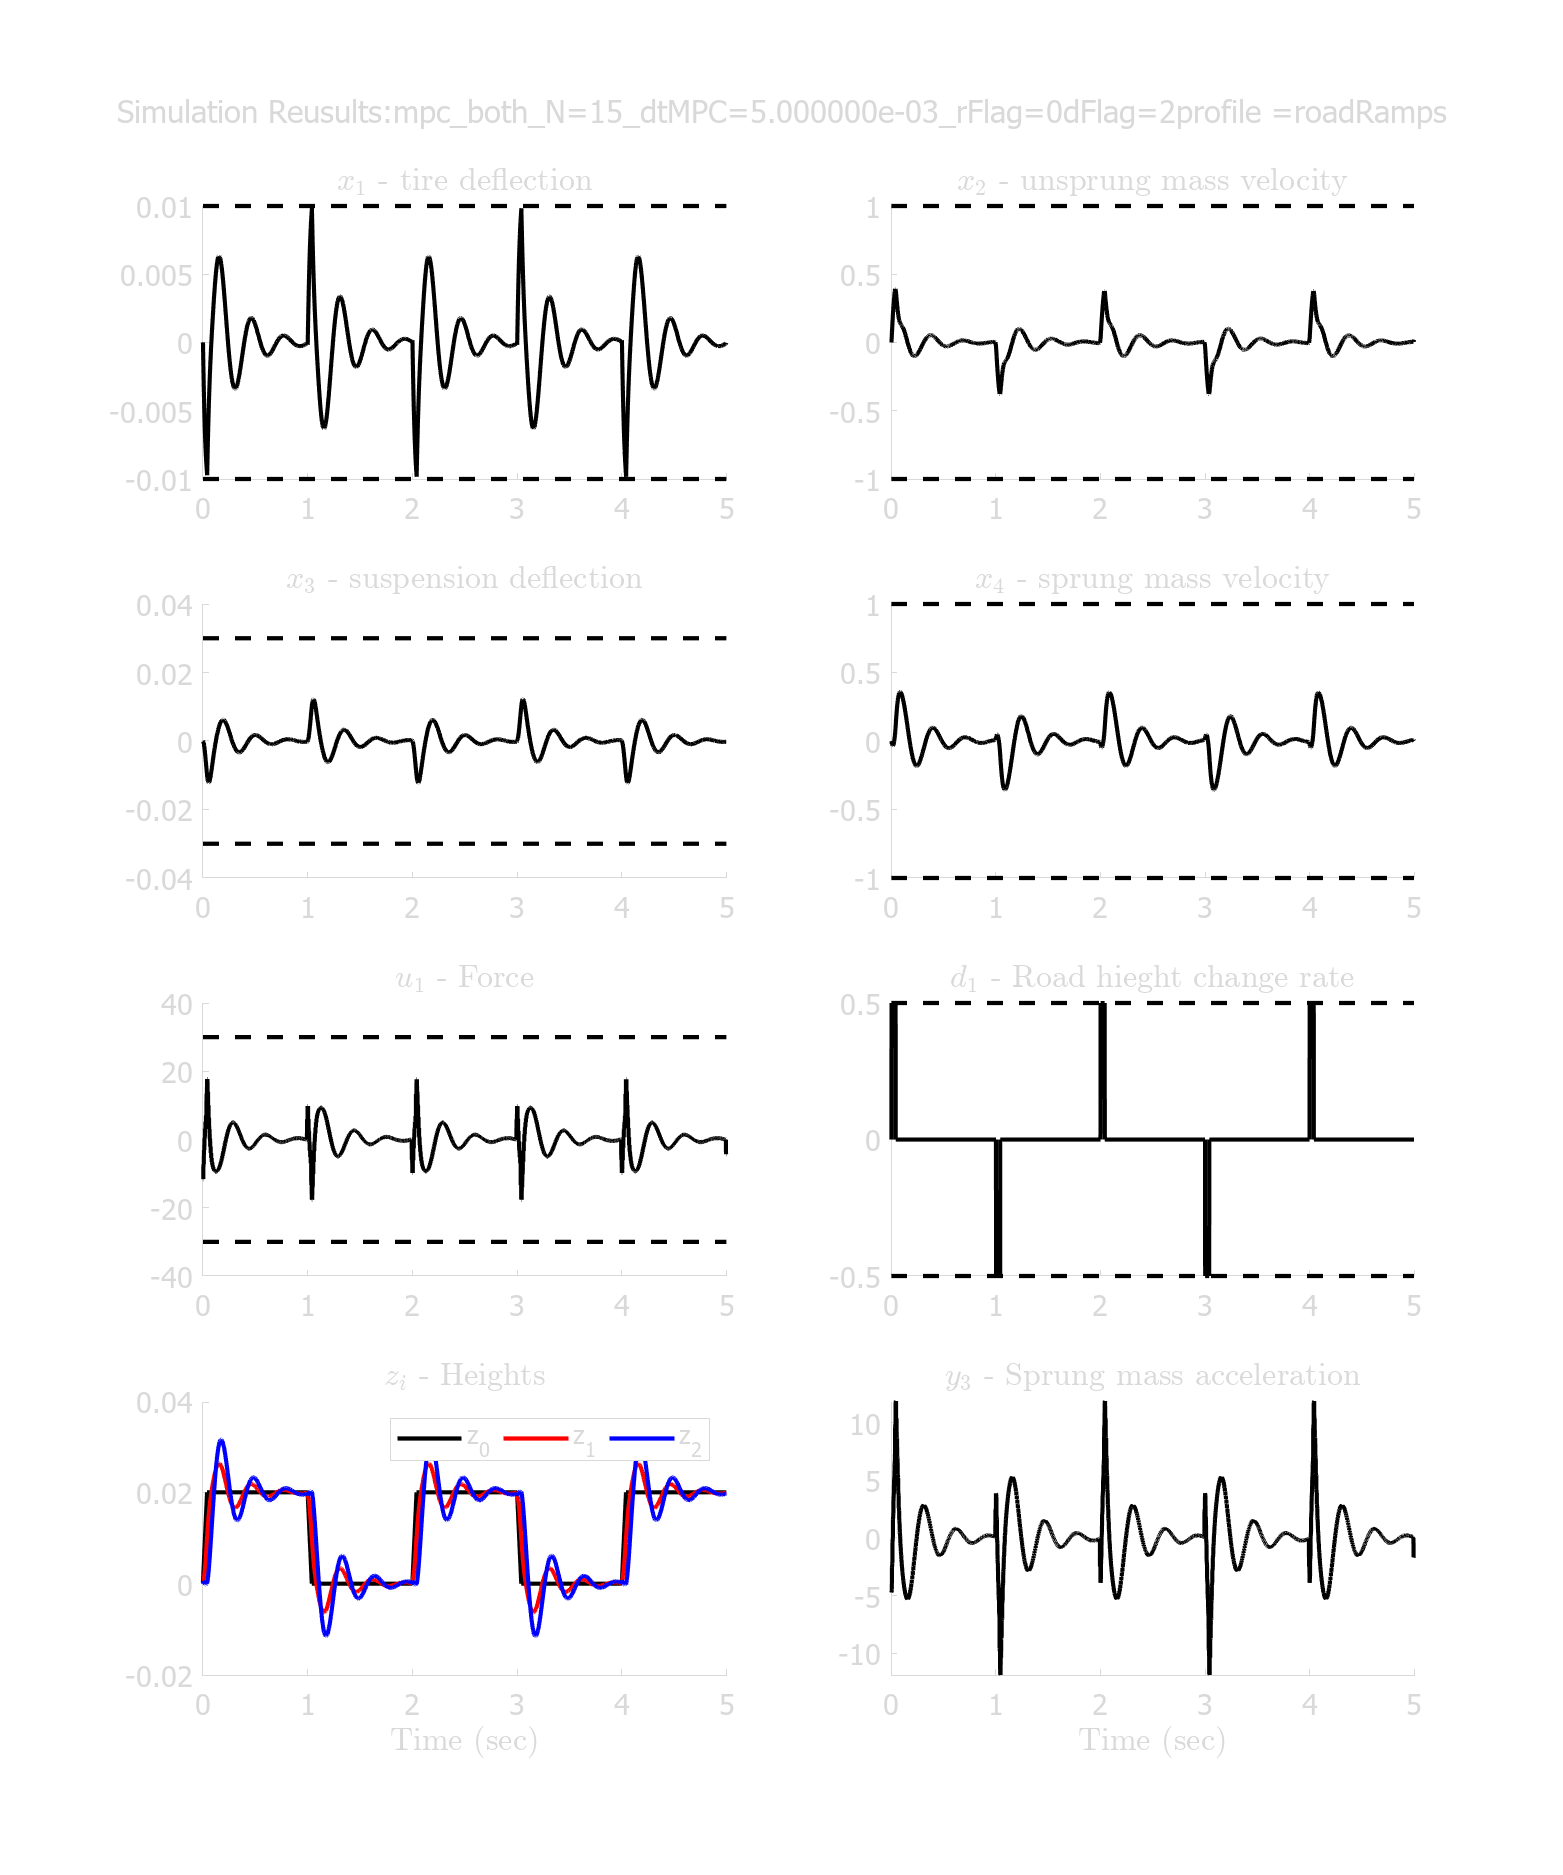 Simulation Reusults:mpc_both_N=15_dtMPC=5.000000e-03_rFlag=0dFlag=2profile =roadRamps
x1 - tire deflection
0.01
0.005
0
-0.005
-0.01
0 1 2 3 4 5
x2 - unsprung mass velocity
1
0.5
0
-0.5
-1
0 1 2 3 4 5
x3 - suspension deflection
0.04
0.02
0
-0.02
-0.04
0 1 2 3 4 5
x4 - sprung mass velocity
1
0.5
0
-0.5
-1
0 1 2 3 4 5
u1 - Force
40
20
0
-20
-40
0 1 2 3 4 5
d1 - Road hieght change rate
0.5
0
-0.5
0 1 2 3 4 5
zi - Heights
0.04
0.02
0
-0.02
z0 z1 z2
0 1 2 3 4 5
Time (sec)
y3 - Sprung mass acceleration
10
5
0
-5
-10
0 1 2 3 4 5
Time (sec)